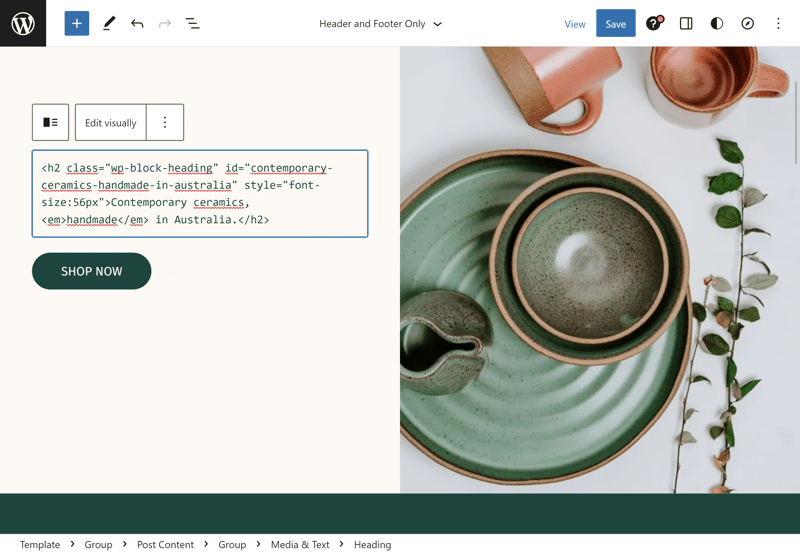 Header and Footer Only
View
Save
Edit visually
<h2 class="wp-block-heading" id="contemporary-
ceramics-handmade-in-australia" style="font-
size:56px">Contemporary ceramics,
<em>handmade</em> in Australia.</h2>
SHOP NOW
Template > Group > Post Content > Group > Media & Text > Heading